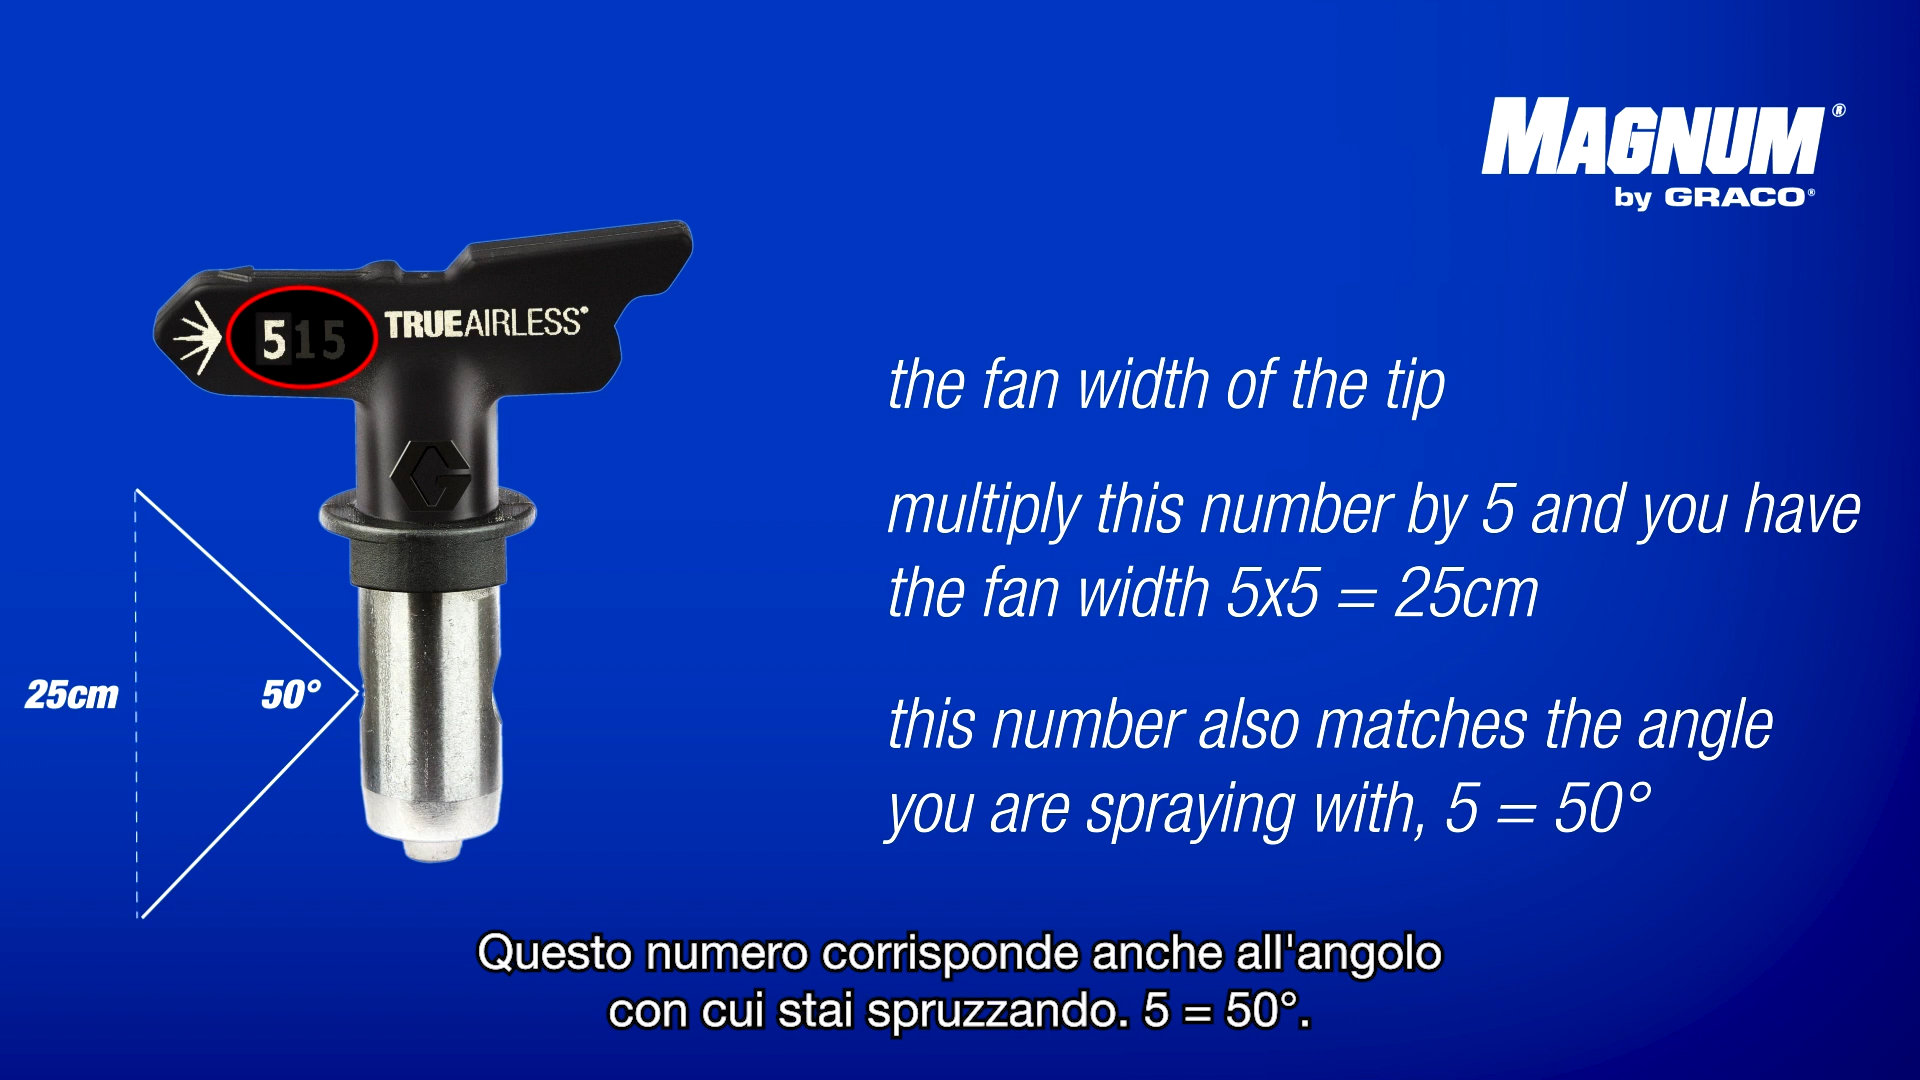 MAGNUM®
by GRACO®
515 TRUEAIRLESS®
the fan width of the tip
multiply this number by 5 and you have
the fan width 5x5 = 25cm
25cm
50°
this number also matches the angle
you are spraying with, 5 = 50°
Questo numero corrisponde anche all'angolo
con cui stai spruzzando. 5 = 50°.